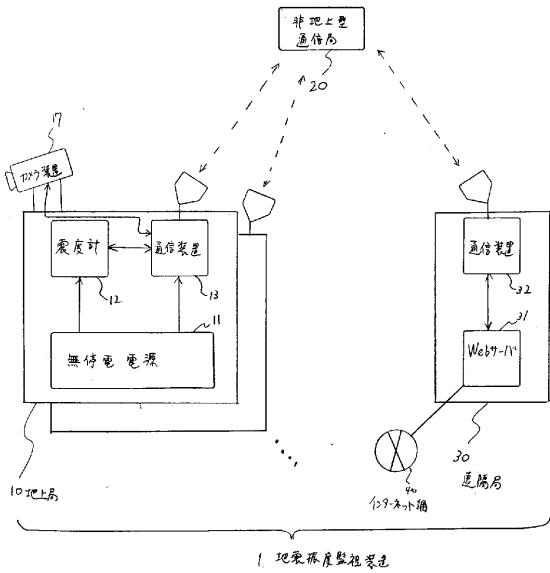 非地上型
通信局
20
17
カメラ装置
震度計
通信装置
12
13
11
無停電電源
通信装置
32
31
Webサーバ
10地上局
40
インターネット網
30
遠隔局
1 地震振度監視装置